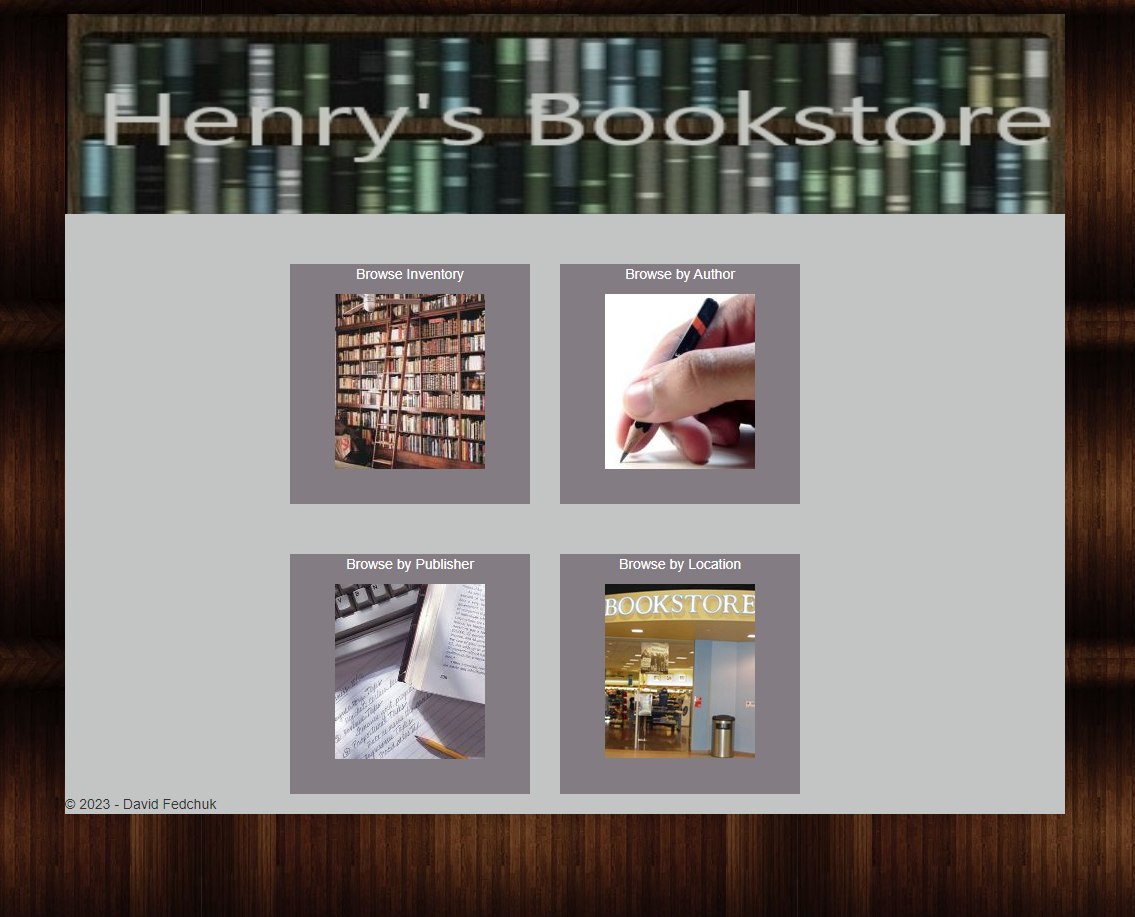 Henry's Bookstore
Browse Inventory
Browse by Author
Browse by Publisher
Browse by Location
BOOKSTORE
© 2023 - David Fedchuk